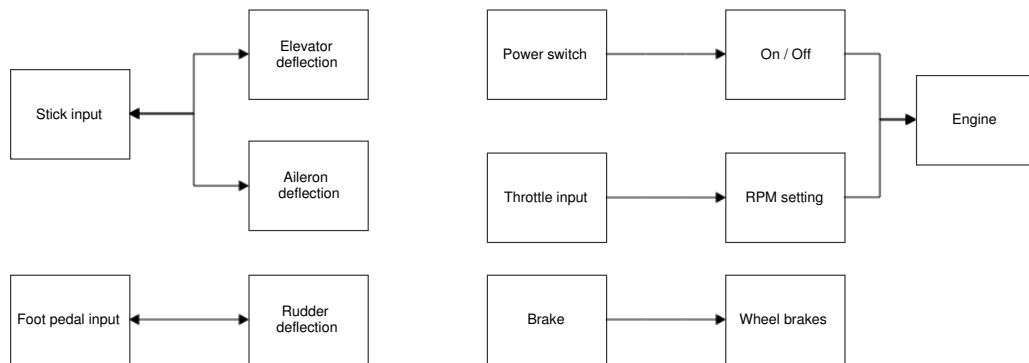 Stick input
Elevator
deflection
Aileron
deflection
Foot pedal input
Rudder
deflection
Power switch
On / Off
Engine
Throttle input
RPM setting
Brake
Wheel brakes